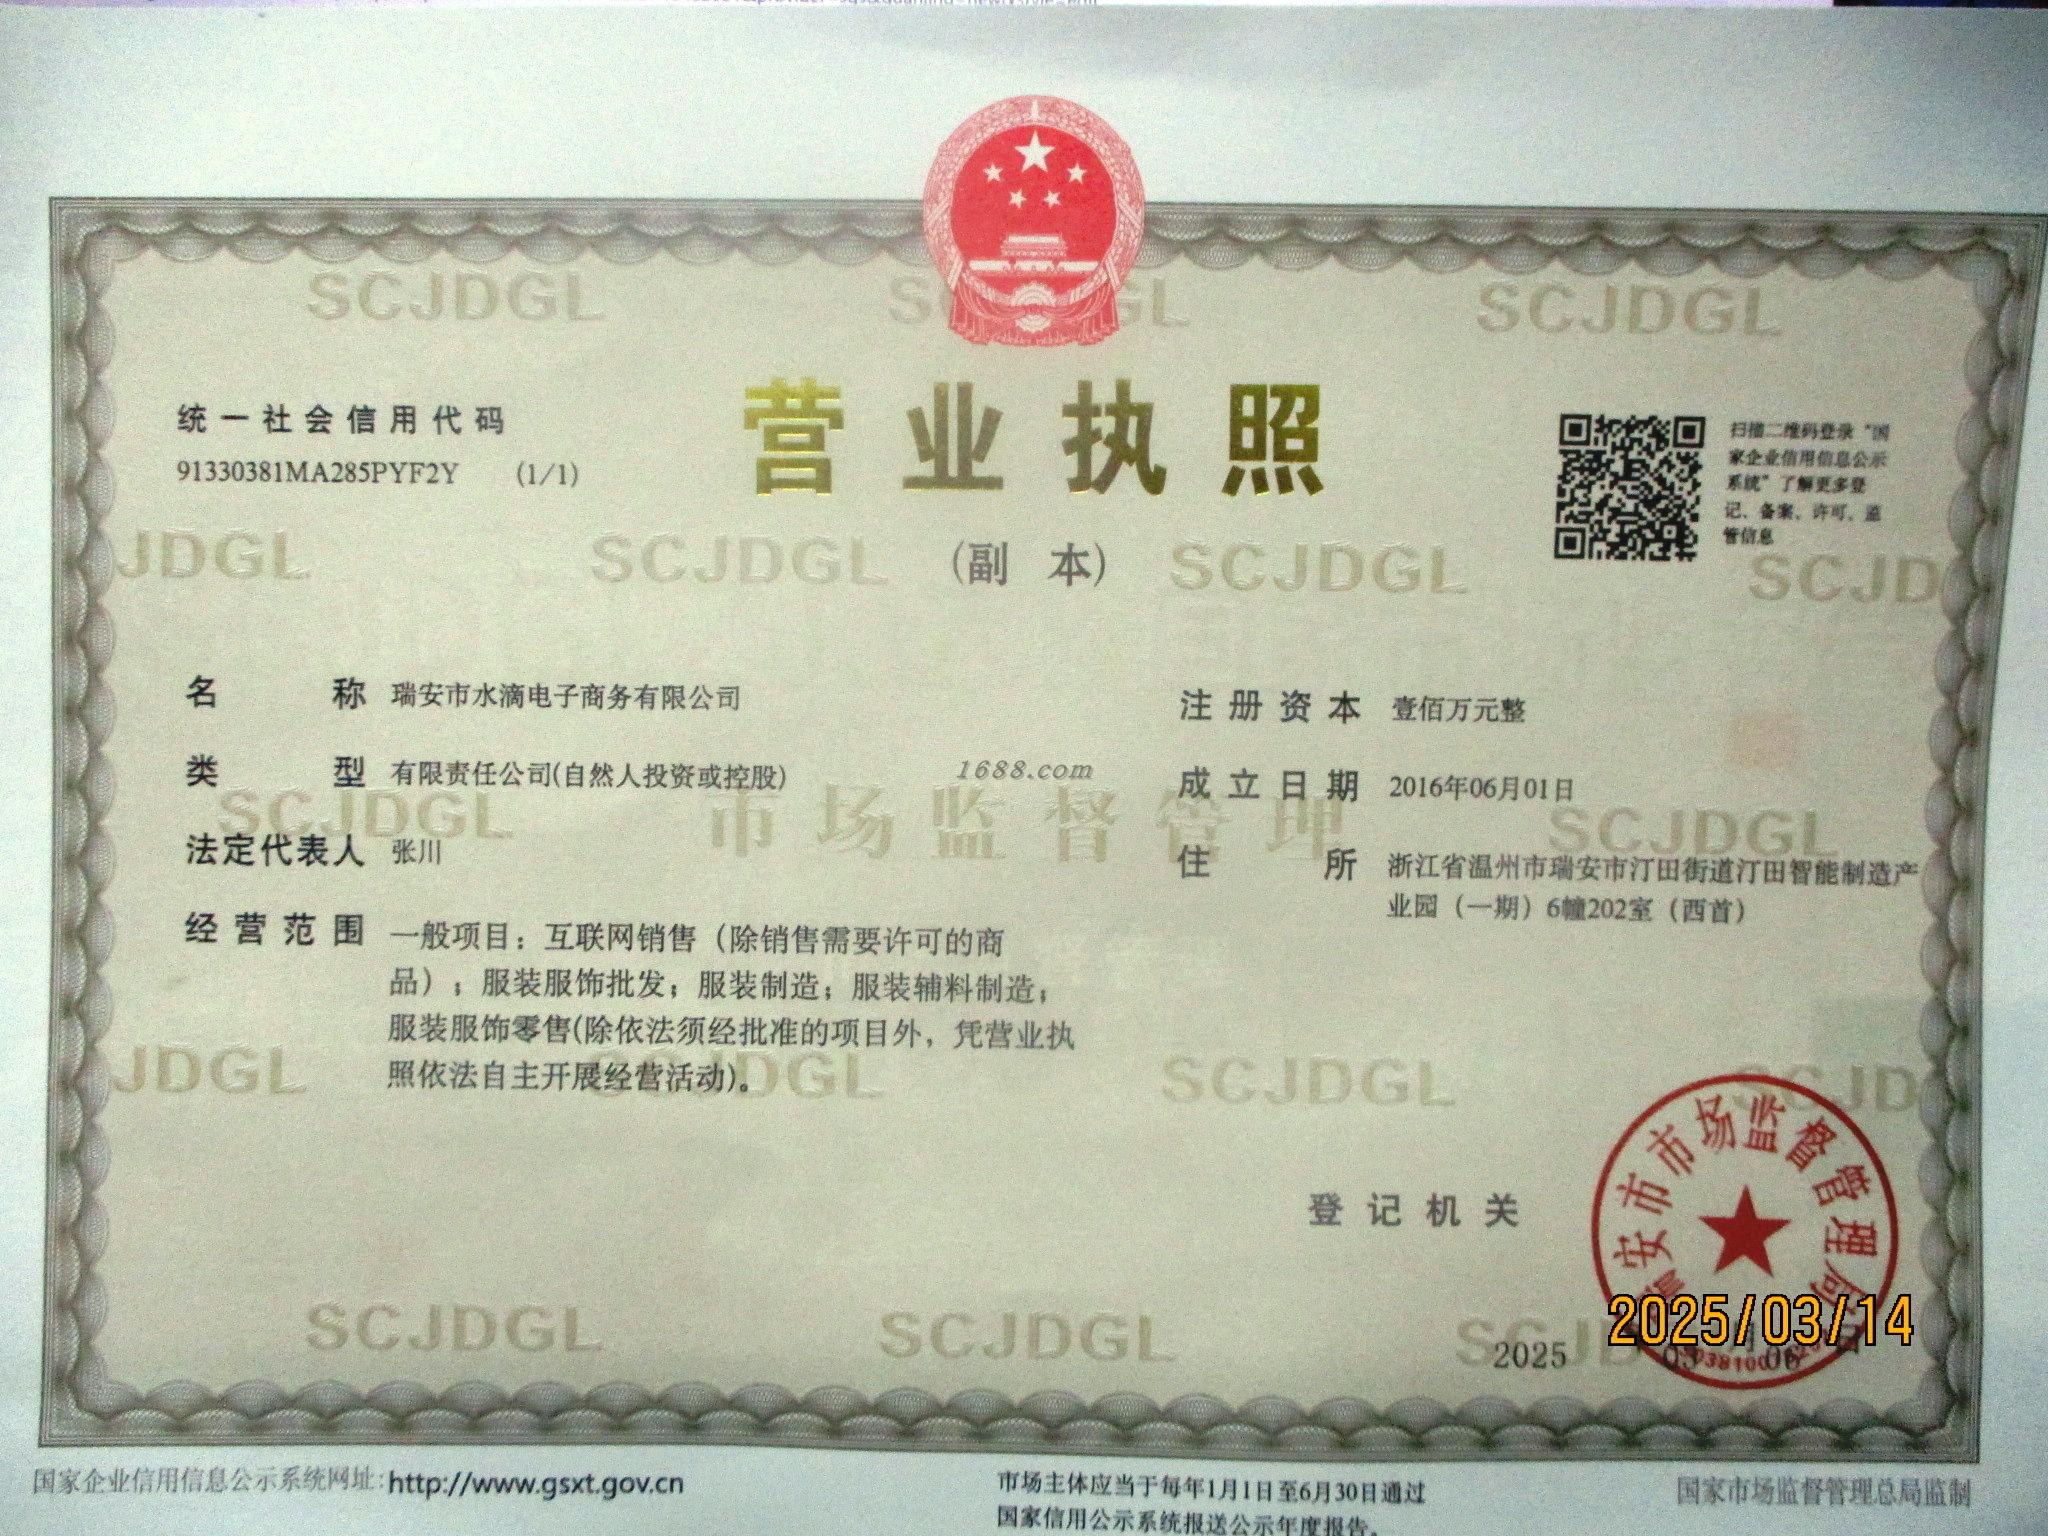 SCJDGL
SCJDGL
统一社会信用代码
91330381MA285PYF2Y (1/1)
营业执照
(副 本)
扫描二维码登录“国
家企业信用信息公示
系统”了解更多登
记、备案、许可、监
管信息
JDGL
SCJDGL
SCJDGL
SCJD
名 称 瑞安市水滴电子商务有限公司
类 型 有限责任公司(自然人投资或控股)
法定代表人 张川
经营范围 一般项目：互联网销售（除销售需要许可的商
品）；服装服饰批发；服装制造；服装辅料制造；
服装服饰零售(除依法须经批准的项目外，凭营业执
照依法自主开展经营活动)。
1688.com
SCJDGL
市场监督管理
SCJDGL
注册资本 壹佰万元整
成立日期 2016年06月01日
住 所 浙江省温州市瑞安市汀田街道汀田智能制造产
业园（一期）6幢202室（西首）
JDGL
SCJDGL
SCJDGL
SCJD
登记机关
瑞安市市场监督管理局
2025/03/14
2025 03 06
SCJDGL
SCJDGL
国家企业信用信息公示系统网址:http://www.gsxt.gov.cn
市场主体应当于每年1月1日至6月30日通过
国家信用公示系统报送公示年度报告。
国家市场监督管理总局监制